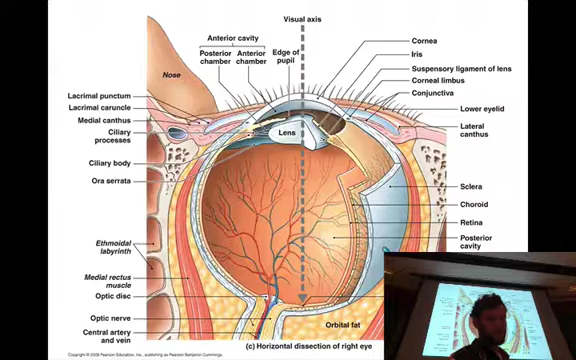 Visual axis
Anterior cavity
Posterior
chamber
Anterior
chamber
Edge of
pupil
Cornea
Iris
Suspensory ligament of lens
Corneal limbus
Conjunctiva
Lower eyelid
Lateral
canthus
Nose
Lacrimal punctum
Lacrimal caruncle
Medial canthus
Ciliary
processes
Lens
Ciliary body
Ora serrata
Sclera
Choroid
Retina
Posterior
cavity
Ethmoidal
labyrinth
Medial rectus
muscle
Optic disc
Optic nerve
Central artery
and vein
Orbital fat
(c) Horizontal dissection of right eye
Copyright © 2009 Pearson Education, Inc., publishing as Pearson Benjamin Cummings.